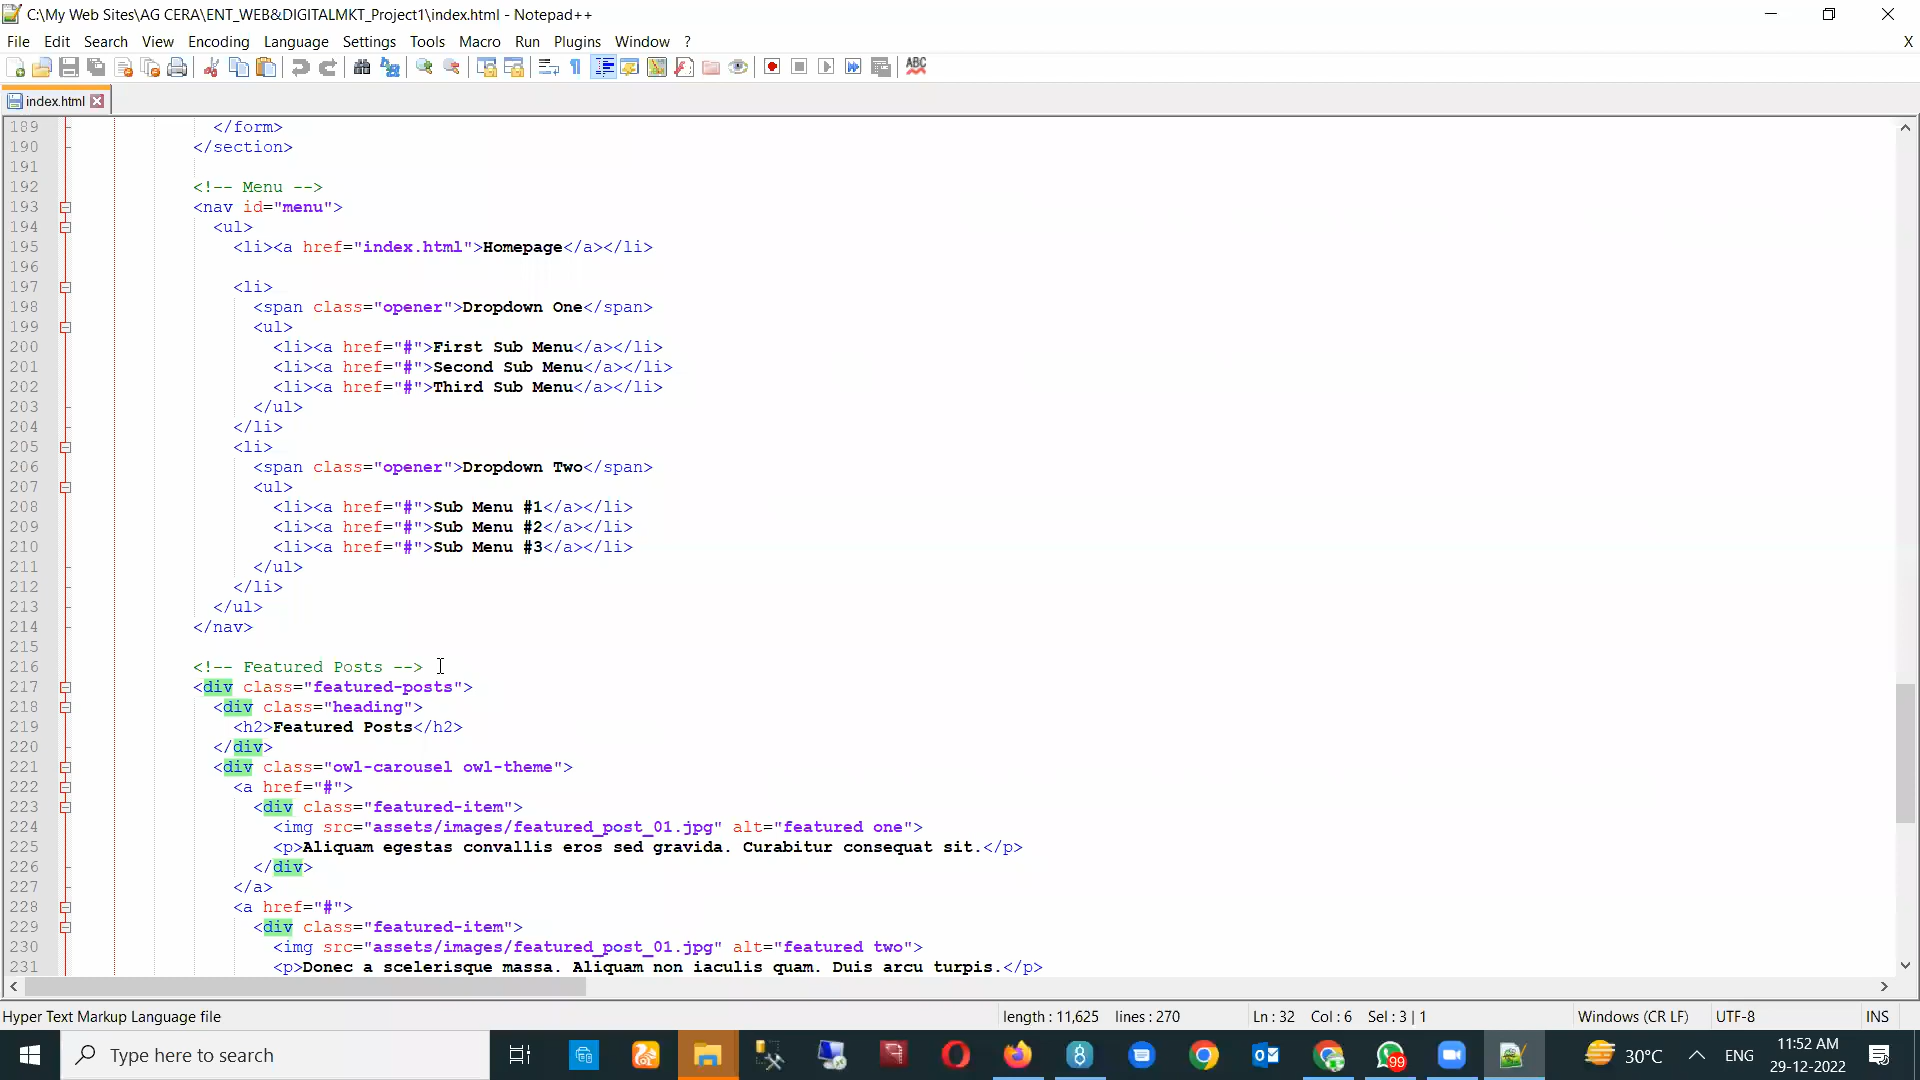 C:\My Web Sites\AG CERA\ENT_WEB&DIGITALMKT_Project1\index.html - Notepad++
File Edit Search View Encoding Language Settings Tools Macro Run Plugins Window ? X
ABC
index.html
189 </form>
190 </section>
191
192 <!-- Menu -->
193 <nav id="menu">
194 <ul>
195 <li><a href="index.html">Homepage</a></li>
196
197 <li>
198 <span class="opener">Dropdown One</span>
199 <ul>
200 <li><a href="#">First Sub Menu</a></li>
201 <li><a href="#">Second Sub Menu</a></li>
202 <li><a href="#">Third Sub Menu</a></li>
203 </ul>
204 </li>
205 <li>
206 <span class="opener">Dropdown Two</span>
207 <ul>
208 <li><a href="#">Sub Menu #1</a></li>
209 <li><a href="#">Sub Menu #2</a></li>
210 <li><a href="#">Sub Menu #3</a></li>
211 </ul>
212 </li>
213 </ul>
214 </nav>
215
216 <!-- Featured Posts -->
217 <div class="featured-posts">
218 <div class="heading">
219 <h2>Featured Posts</h2>
220 </div>
221 <div class="owl-carousel owl-theme">
222 <a href="#">
223 <div class="featured-item">
224 <img src="assets/images/featured_post_01.jpg" alt="featured one">
225 <p>Aliquam egestas convallis eros sed gravida. Curabitur consequat sit.</p>
226 </div>
227 </a>
228 <a href="#">
229 <div class="featured-item">
230 <img src="assets/images/featured_post_01.jpg" alt="featured two">
231 <p>Donec a scelerisque massa. Aliquam non iaculis quam. Duis arcu turpis.</p>
Hyper Text Markup Language file length : 11,625 lines : 270 Ln : 32 Col : 6 Sel : 3 | 1 Windows (CR LF) UTF-8 INS
Type here to search
8
99
30°C
ENG
11:52 AM
29-12-2022